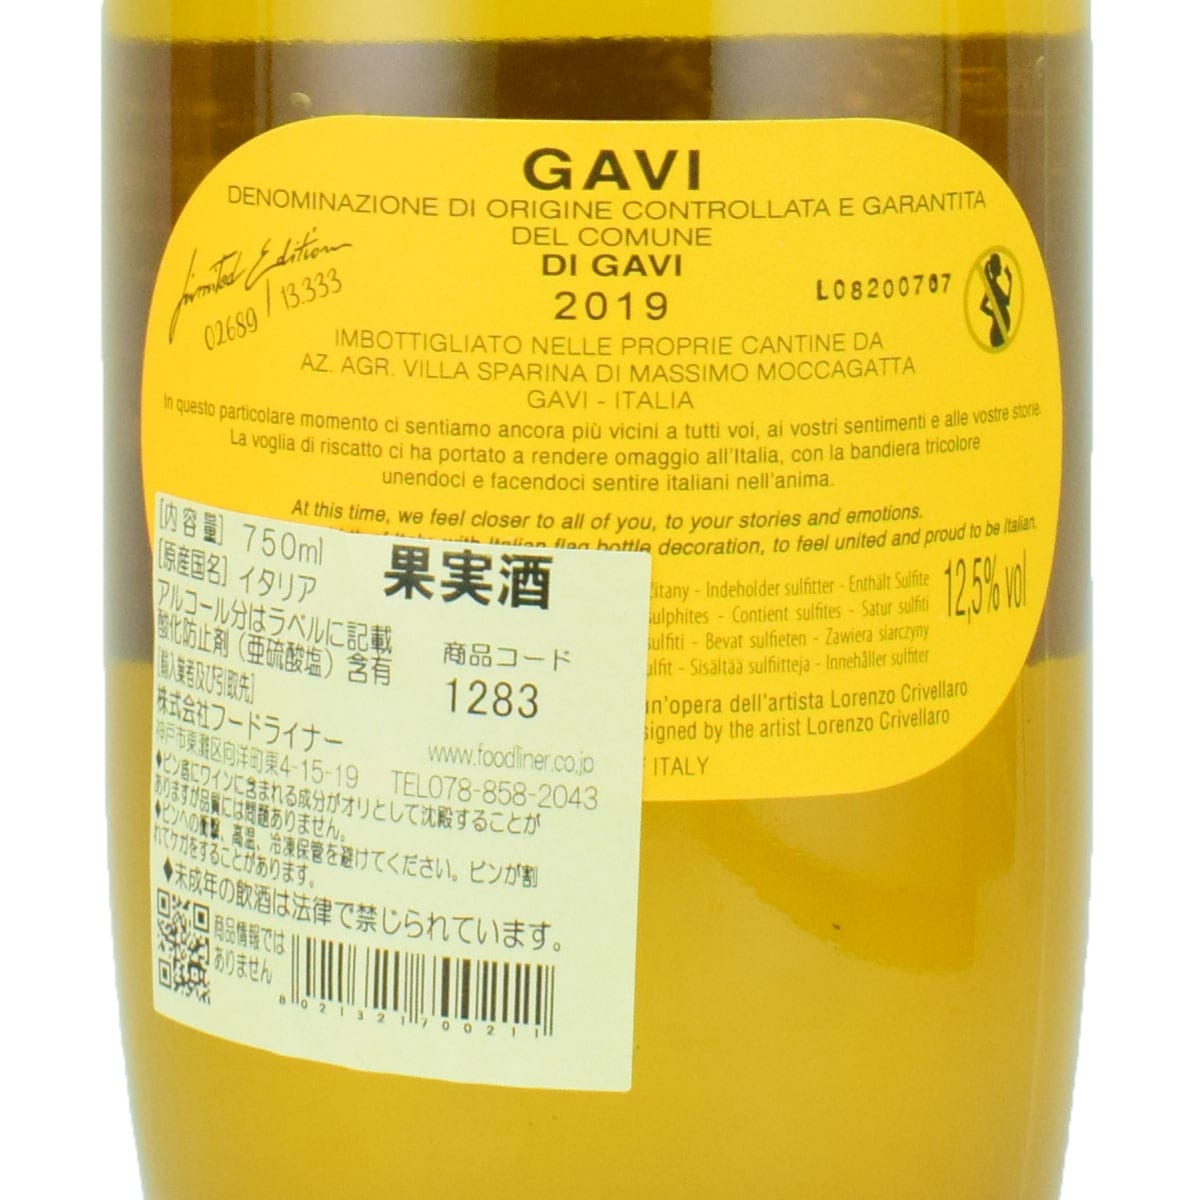 GAVI
DENOMINAZIONE DI ORIGINE CONTROLLATA E GARANTITA
DEL COMUNE
DI GAVI
2019
Limited Edition
02689 / 13.333
L08200707
IMBOTTIGLIATO NELLE PROPRIE CANTINE DA
AZ. AGR. VILLA SPARINA DI MASSIMO MOCCAGATTA
GAVI - ITALIA
In questo particolare momento ci sentiamo ancora più vicini a tutti voi, ai vostri sentimenti e alle vostre storie.
La voglia di riscatto ci ha portato a rendere omaggio all'Italia, con la bandiera tricolore
unendoci e facendoci sentire italiani nell'anima.
At this time, we feel closer to all of you, to your stories and emotions.
Italy with Italian flag bottle decoration, to feel united and proud to be Italian.
- Indeholder sulfitter - Enthält Sulfite
sulphites - Contient sulfites - Satur sulfiti
- Bevat sulfieten - Zawiera siarczyny
- Sisältää sulfiitteja - Innehåller sulfiter
12,5% vol
un'opera dell'artista Lorenzo Crivellaro
signed by the artist Lorenzo Crivellaro
ITALY
[内容量] 750ml
[原産国名] イタリア
果実酒
アルコール分はラベルに記載
酸化防止剤（亜硫酸塩）含有
商品コード
1283
[輸入業者及び引取先]
株式会社フードライナー
神戸市東灘区向洋町東4-15-19
www.foodliner.co.jp
TEL078-858-2043
◆ビン底にワインに含まれる成分がオリとして沈殿することが
ありますが品質には問題ありません。
◆ビンへの衝撃、高温、冷凍保管を避けてください。ビンが割
れてケガをすることがあります。
◆未成年の飲酒は法律で禁じられています。
商品情報では
ありません
8021321700211